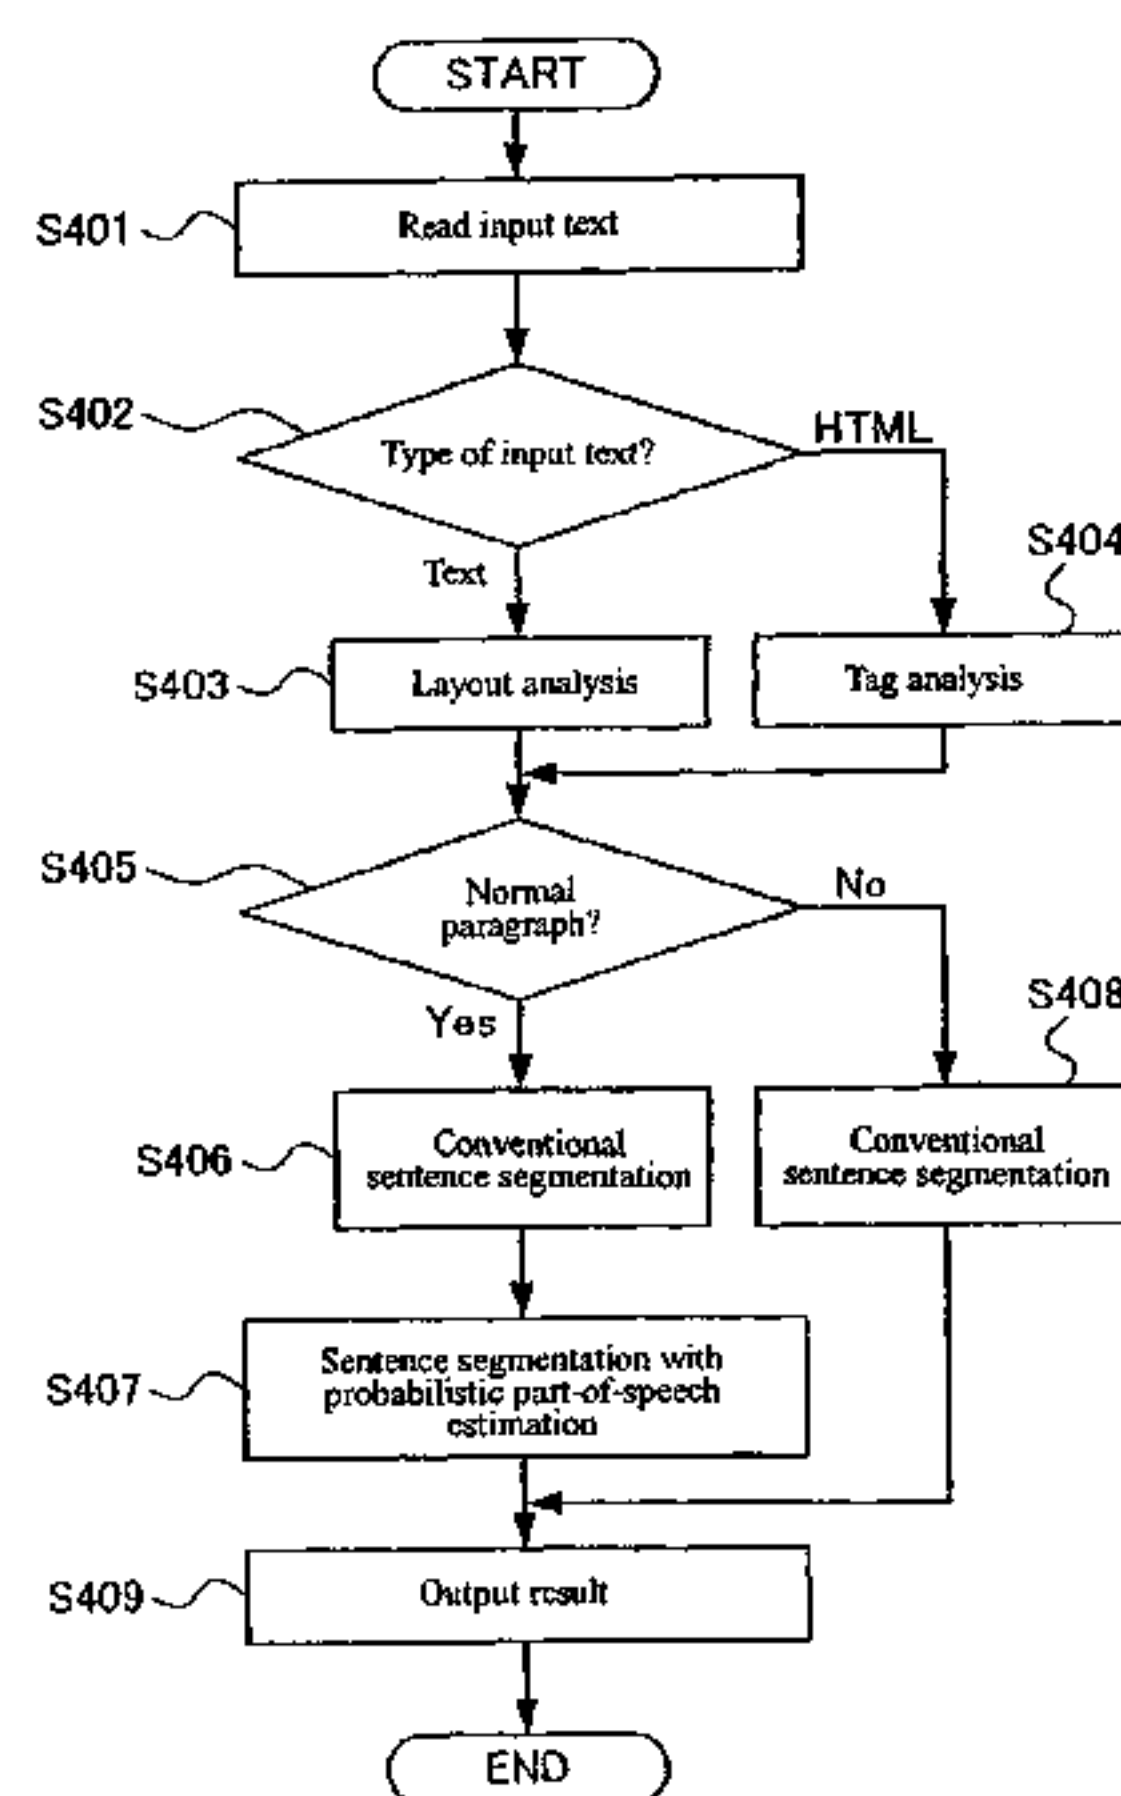 START
S401
Read input text
S402
Type of input text?
HTML
Text
S404
S403
Layout analysis
Tag analysis
S405
Normal
paragraph?
No
Yes
S408
S406
Conventional
sentence segmentation
Conventional
sentence segmentation
S407
Sentence segmentation with
probabilistic part-of-speech
estimation
S409
Output result
END